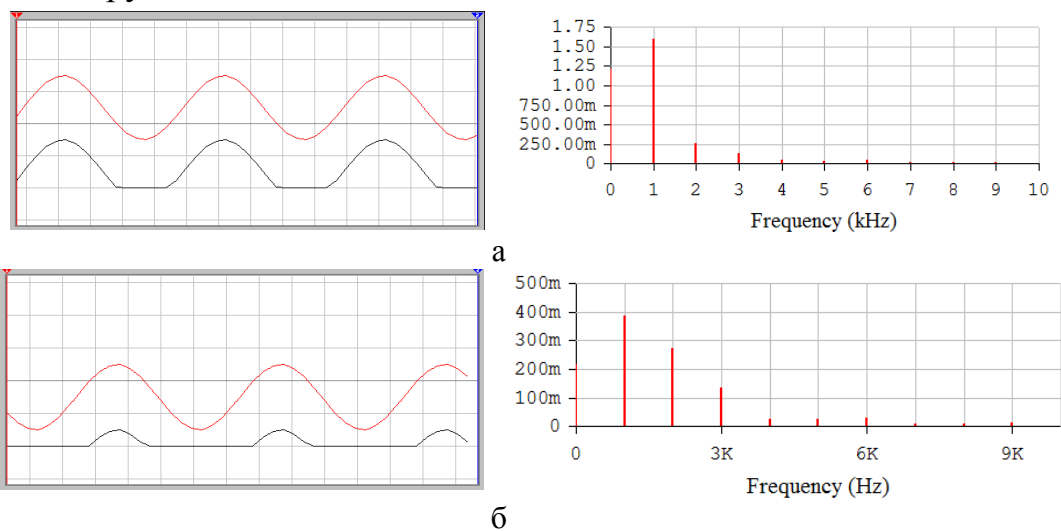 1.75
1.50
1.25
1.00
750.00m
500.00m
250.00m
0
0 1 2 3 4 5 6 7 8 9 10
Frequency (kHz)
а
500m
400m
300m
200m
100m
0
0 3K 6K 9K
Frequency (Hz)
б